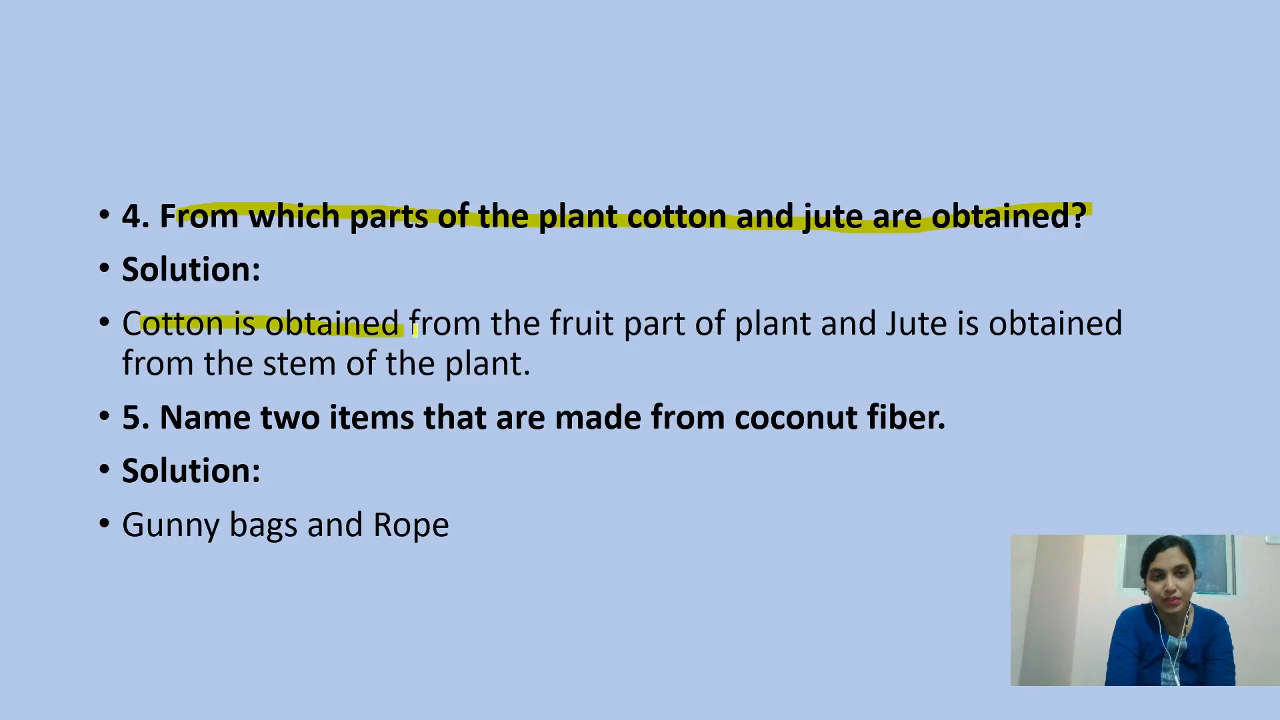 • 4. From which parts of the plant cotton and jute are obtained?
• Solution:
• Cotton is obtained from the fruit part of plant and Jute is obtained
from the stem of the plant.
• 5. Name two items that are made from coconut fiber.
• Solution:
• Gunny bags and Rope